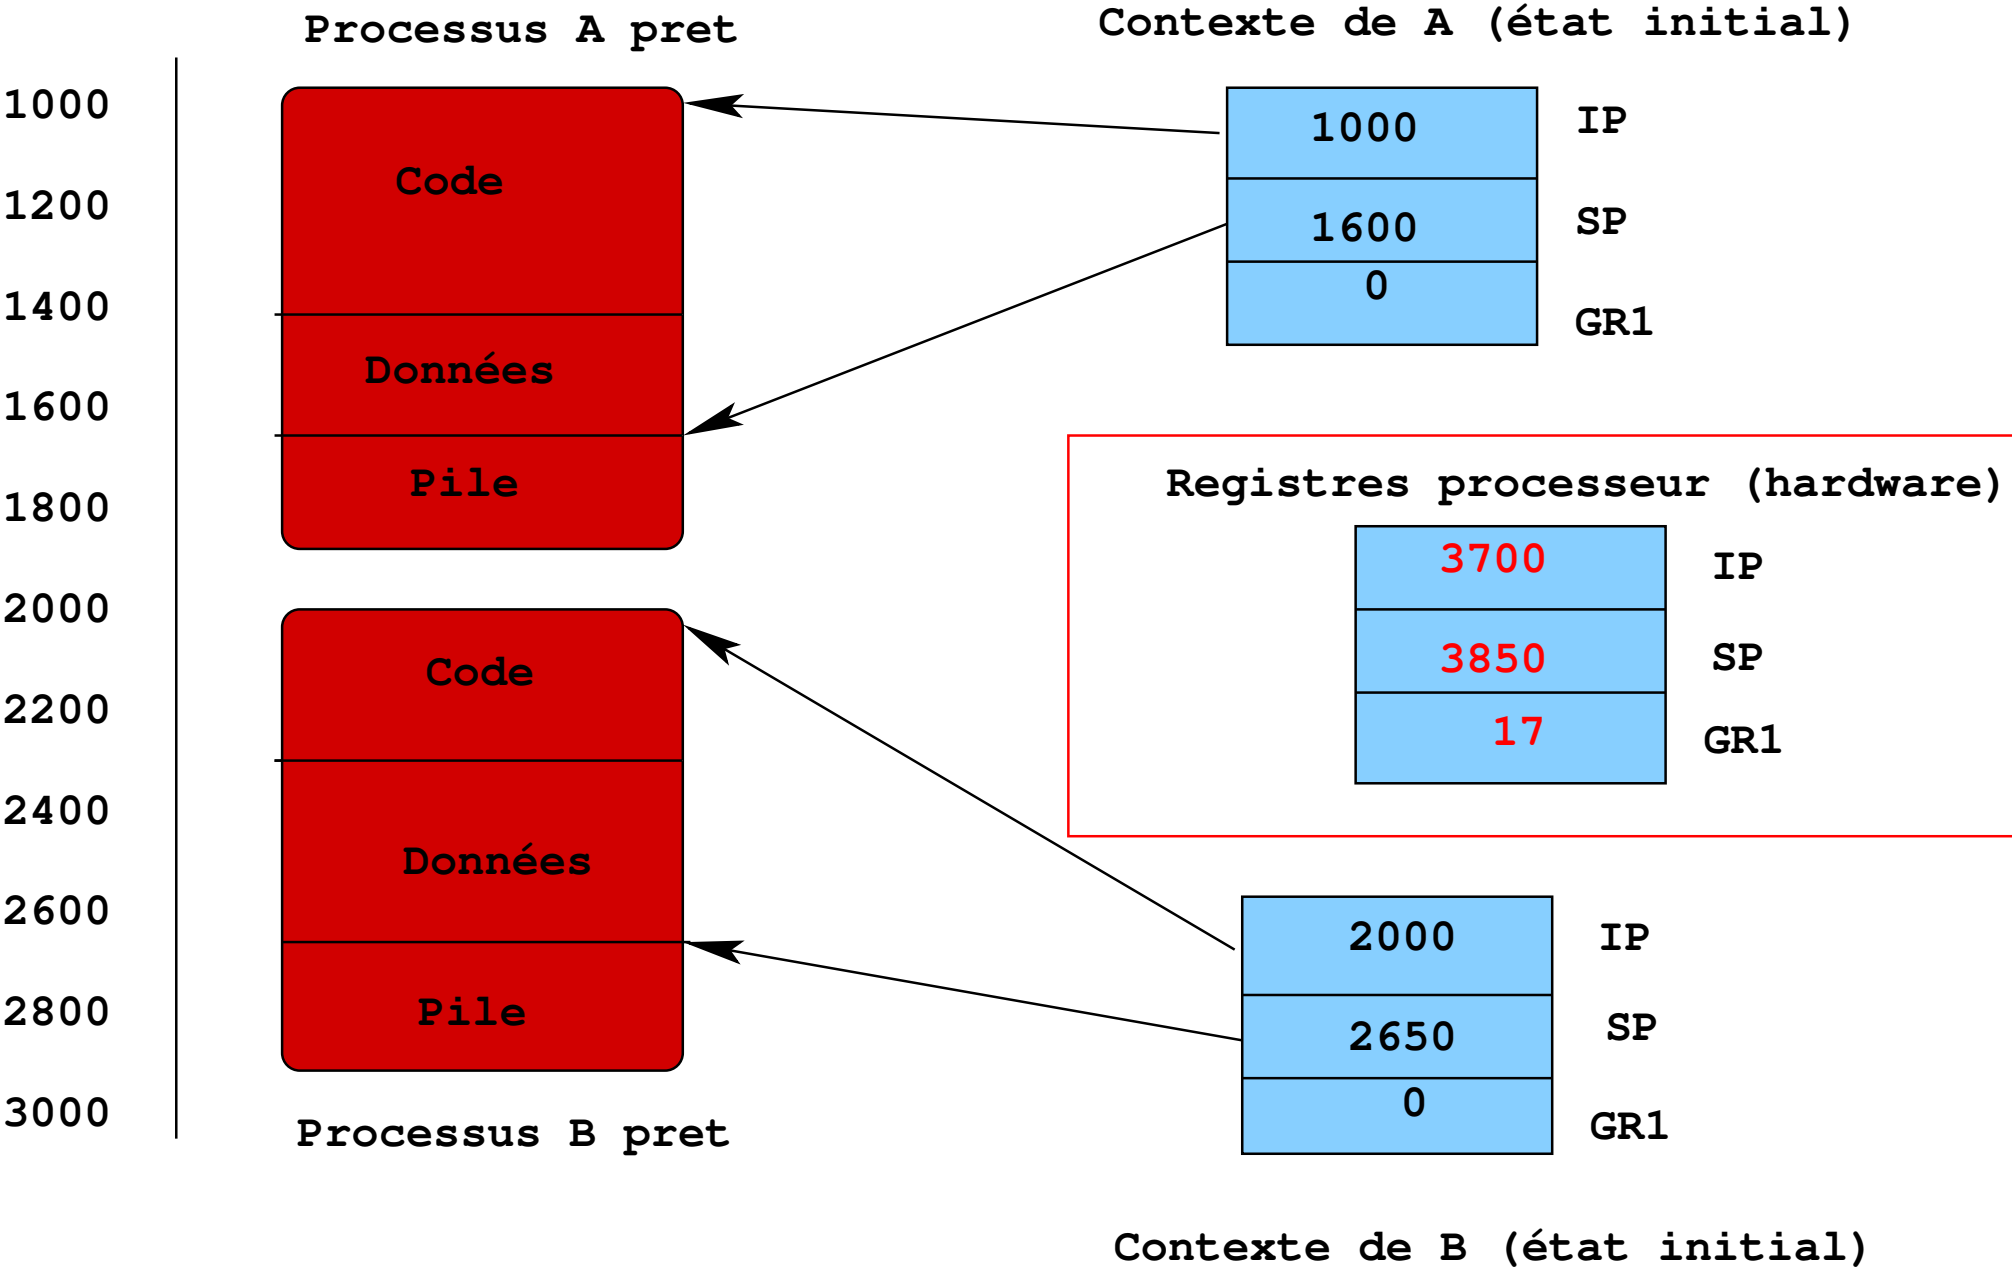 Processus A pret
Contexte de A (état initial)
1000
1200
1400
1600
1800
2000
2200
2400
2600
2800
3000
Code
Données
Pile
1000 IP
1600 SP
0 GR1
Registres processeur (hardware)
3700 IP
3850 SP
17 GR1
Code
Données
Pile
2000 IP
2650 SP
0 GR1
Processus B pret
Contexte de B (état initial)